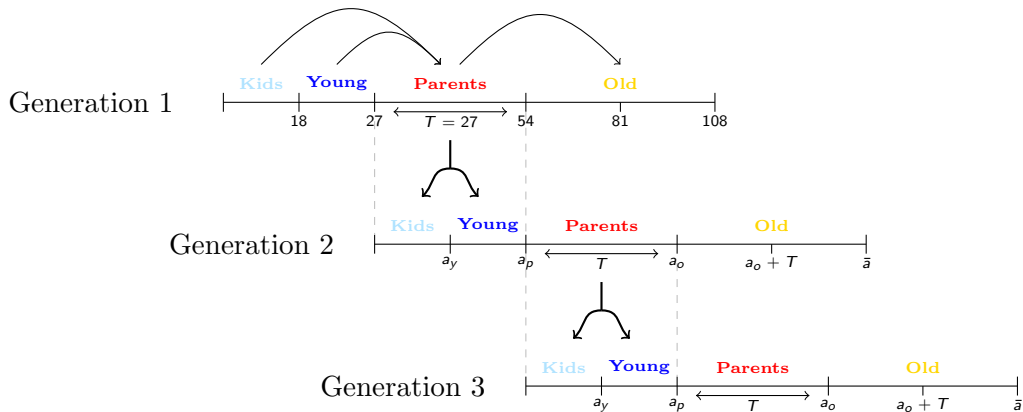 Kids Young Parents Old
Generation 1
18 27 T = 27 54 81 108
Kids Young Parents Old
Generation 2
a_y a_p T a_o a_o + T ā
Kids Young Parents Old
Generation 3
a_y a_p T a_o a_o + T ā